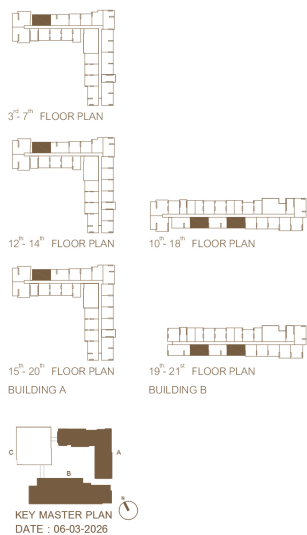 3rd- 7th FLOOR PLAN
12th- 14th FLOOR PLAN
10th- 18th FLOOR PLAN
15th- 20th FLOOR PLAN
19th- 21st FLOOR PLAN
BUILDING A
BUILDING B
C
A
B
N
KEY MASTER PLAN
DATE : 06-03-2026